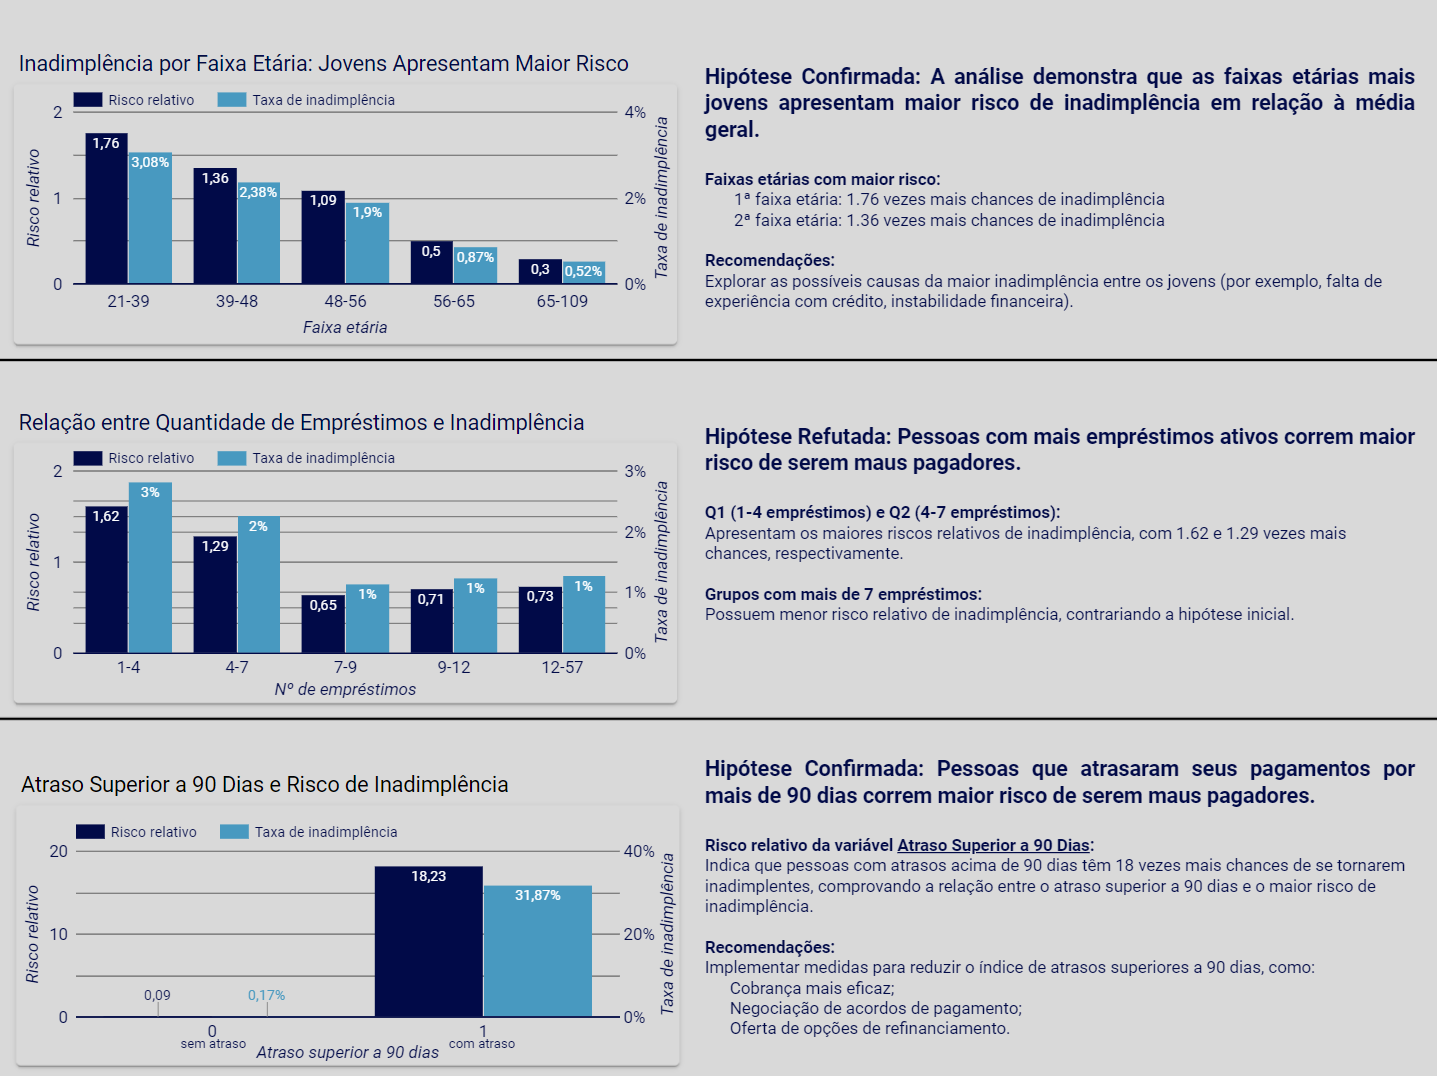 Inadimplência por Faixa Etária: Jovens Apresentam Maior Risco
Risco relativo
Taxa de inadimplência
2
1
0
4%
2%
0%
Risco relativo
Taxa de inadimplência
1,76
3,08%
1,36
2,38%
1,09
1,9%
0,5
0,87%
0,3
0,52%
21-39
39-48
48-56
56-65
65-109
Faixa etária
Hipótese Confirmada: A análise demonstra que as faixas etárias mais
jovens apresentam maior risco de inadimplência em relação à média
geral.
Faixas etárias com maior risco:
1ª faixa etária: 1.76 vezes mais chances de inadimplência
2ª faixa etária: 1.36 vezes mais chances de inadimplência
Recomendações:
Explorar as possíveis causas da maior inadimplência entre os jovens (por exemplo, falta de
experiência com crédito, instabilidade financeira).
Relação entre Quantidade de Empréstimos e Inadimplência
Risco relativo
Taxa de inadimplência
2
1
0
3%
2%
1%
0%
Risco relativo
Taxa de inadimplência
1,62
3%
1,29
2%
0,65
1%
0,71
1%
0,73
1%
1-4
4-7
7-9
9-12
12-57
Nº de empréstimos
Hipótese Refutada: Pessoas com mais empréstimos ativos correm maior
risco de serem maus pagadores.
Q1 (1-4 empréstimos) e Q2 (4-7 empréstimos):
Apresentam os maiores riscos relativos de inadimplência, com 1.62 e 1.29 vezes mais
chances, respectivamente.
Grupos com mais de 7 empréstimos:
Possuem menor risco relativo de inadimplência, contrariando a hipótese inicial.
Atraso Superior a 90 Dias e Risco de Inadimplência
Risco relativo
Taxa de inadimplência
20
10
0
40%
20%
0%
Risco relativo
Taxa de inadimplência
0,09
0,17%
18,23
31,87%
0
1
sem atraso
com atraso
Atraso superior a 90 dias
Hipótese Confirmada: Pessoas que atrasaram seus pagamentos por
mais de 90 dias correm maior risco de serem maus pagadores.
Risco relativo da variável Atraso Superior a 90 Dias:
Indica que pessoas com atrasos acima de 90 dias têm 18 vezes mais chances de se tornarem
inadimplentes, comprovando a relação entre o atraso superior a 90 dias e o maior risco de
inadimplência.
Recomendações:
Implementar medidas para reduzir o índice de atrasos superiores a 90 dias, como:
Cobrança mais eficaz;
Negociação de acordos de pagamento;
Oferta de opções de refinanciamento.